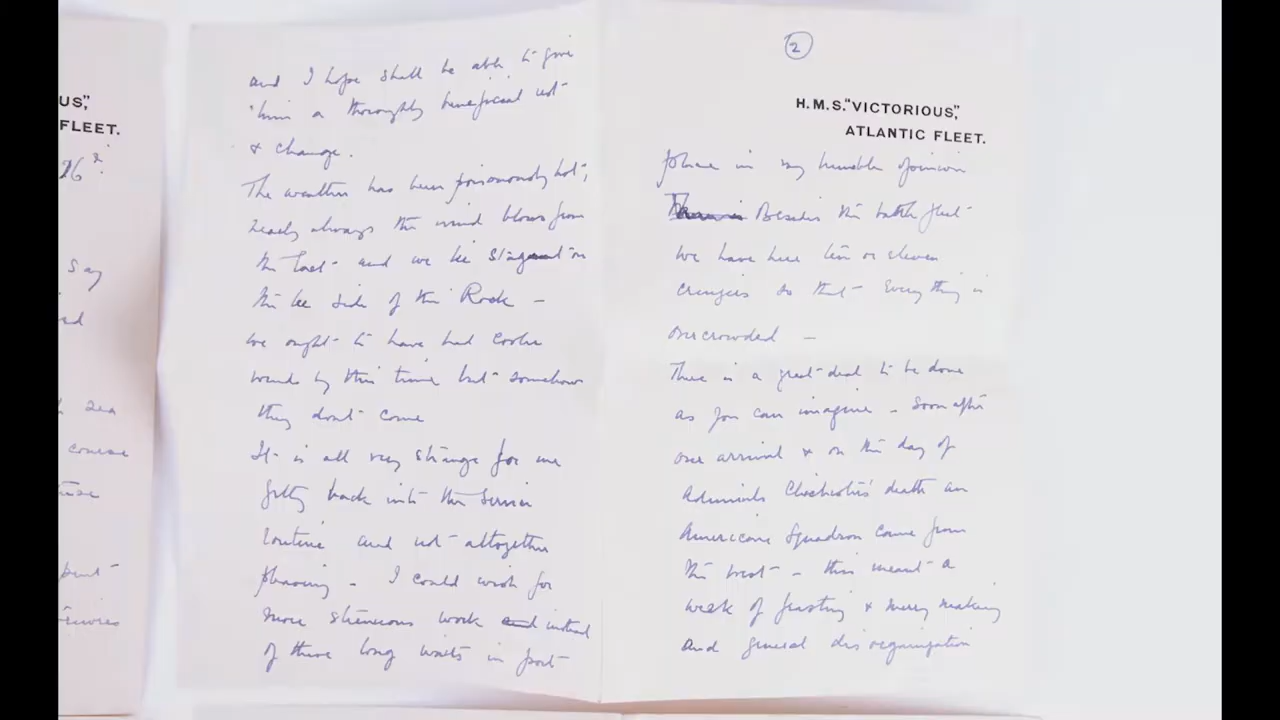 US,"
FLEET.
26
say
sea
course
and I hope shall be able to give
him a thoroughly beneficial rest
& change.
The weather has been poisonously hot,
nearly always the wind blows from
the East and we lie stagnant on
the lee side of this Rock –
we ought to have had cooler
winds by this time but somehow
they dont come
It is all very strange for me
getting back into the Service
routine and not altogether
pleasing – I could wish for
more strenuous work and instead
of these long waits in port
2
H.M.S. "VICTORIOUS",
ATLANTIC FLEET.
place in my humble opinion
Besides the battle fleet
we have here ten or eleven
cruisers so that everything is
overcrowded –
There is a great deal to be done
as you can imagine – Soon after
our arrival & on the day of
Admirals death an
American Squadron came from
the West – this meant a
week of feasting & merry making
and general disorganisation